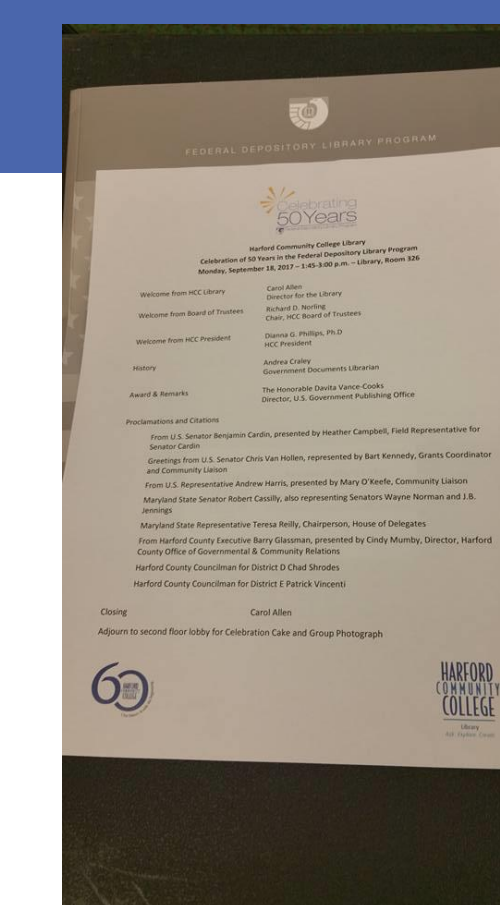 FEDERAL DEPOSITORY LIBRARY PROGRAM
Celebrating
50 Years
Harford Community College Library
Celebration of 50 Years in the Federal Depository Library Program
Monday, September 18, 2017 – 1:45-3:00 p.m. – Library, Room 326
Welcome from HCC Library Carol Allen
Director for the Library
Welcome from Board of Trustees Richard D. Norling
Chair, HCC Board of Trustees
Welcome from HCC President Dianna G. Phillips, Ph.D
HCC President
History Andrea Craley
Government Documents Librarian
Award & Remarks The Honorable Davita Vance-Cooks
Director, U.S. Government Publishing Office
Proclamations and Citations
From U.S. Senator Benjamin Cardin, presented by Heather Campbell, Field Representative for
Senator Cardin
Greetings from U.S. Senator Chris Van Hollen, represented by Bart Kennedy, Grants Coordinator
and Community Liaison
From U.S. Representative Andrew Harris, presented by Mary O'Keefe, Community Liaison
Maryland State Senator Robert Cassilly, also representing Senators Wayne Norman and J.B.
Jennings
Maryland State Representative Teresa Reilly, Chairperson, House of Delegates
From Harford County Executive Barry Glassman, presented by Cindy Mumby, Director, Harford
County Office of Governmental & Community Relations
Harford County Councilman for District D Chad Shrodes
Harford County Councilman for District E Patrick Vincenti
Closing Carol Allen
Adjourn to second floor lobby for Celebration Cake and Group Photograph
60
HARFORD
COMMUNITY
COLLEGE
HARFORD
COMMUNITY
COLLEGE
Library